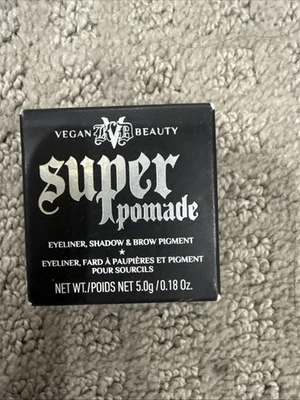 VEGAN KVD BEAUTY
super
pomade
EYELINER, SHADOW & BROW PIGMENT
★
EYELINER, FARD À PAUPIÈRES ET PIGMENT
POUR SOURCILS
NET WT./POIDS NET 5.0g/0.18 Oz.